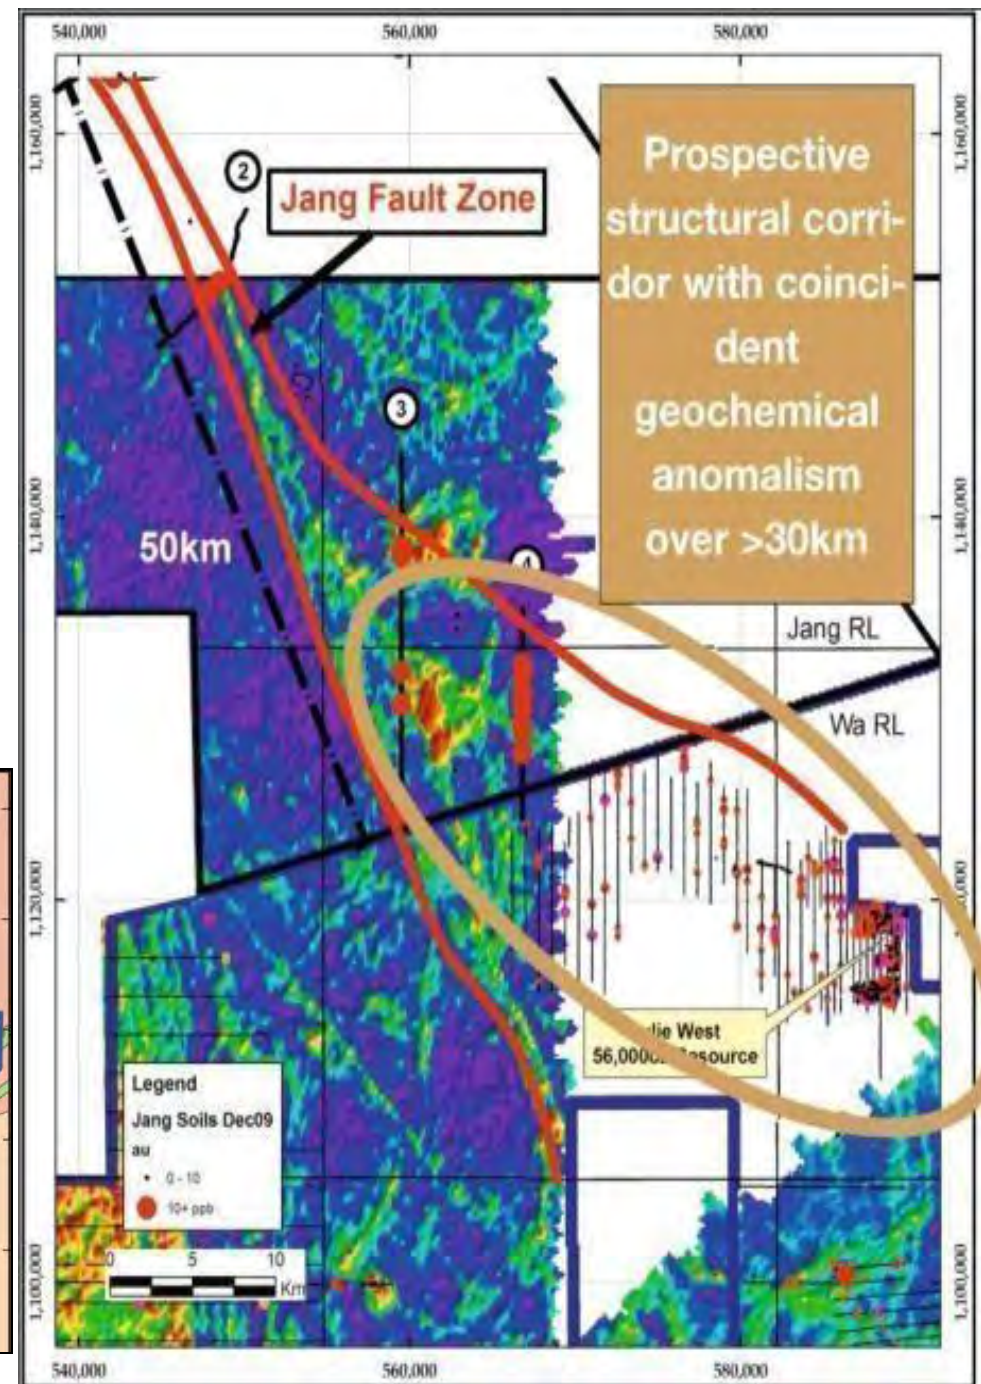 540,000
560,000
580,000
1,160,000
1,160,000
2
Jang Fault Zone
Prospective
structural corri-
dor with coinci-
dent
geochemical
anomalism
over >30km
3
1,140,000
1,140,000
50km
4
Jang RL
Wa RL
1,120,000
West
Legend
Jang Soils Dec09
au
0 - 10
10+ ppb
0 5 10
Km
1,100,000
1,100,000
540,000
560,000
580,000